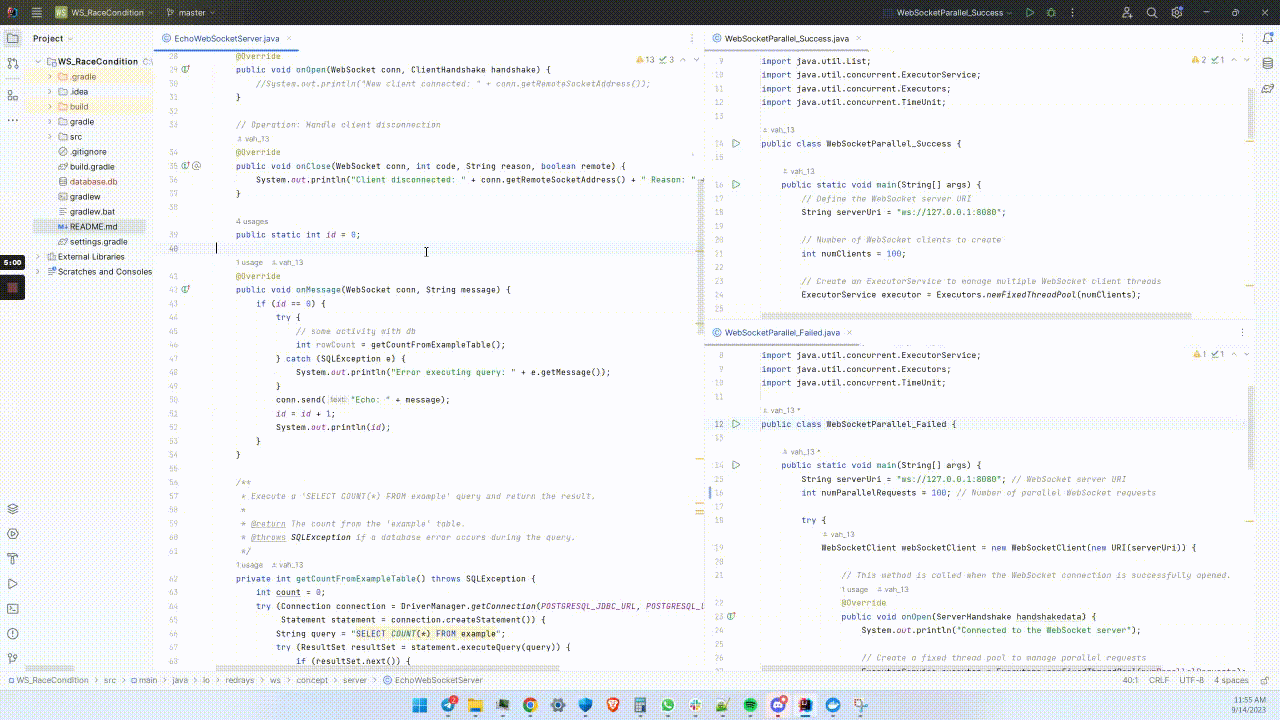 WS_RaceCondition
master
WebSocketParallel_Success
Project
WS_RaceCondition C:\
.gradle
.idea
build
gradle
src
.gitignore
build.gradle
database.db
gradlew
gradlew.bat
README.md
settings.gradle
External Libraries
Scratches and Consoles
5:00
EchoWebSocketServer.java
13 3
28 @Override
29 public void onOpen(WebSocket conn, ClientHandshake handshake) {
30 //System.out.println("New client connected: " + conn.getRemoteSocketAddress());
31 }
32
33 // Operation: Handle client disconnection
vah_13
34 @Override
35 public void onClose(WebSocket conn, int code, String reason, boolean remote) {
36 System.out.println("Client disconnected: " + conn.getRemoteSocketAddress() + " Reason: "
37 }
38
4 usages
39 public static int id = 0;
40
1 usage vah_13
41 @Override
42 public void onMessage(WebSocket conn, String message) {
43 if (id == 0) {
44 try {
45 // some activity with db
46 int rowCount = getCountFromExampleTable();
47 } catch (SQLException e) {
48 System.out.println("Error executing query: " + e.getMessage());
49 }
50 conn.send( text: "Echo: " + message);
51 id = id + 1;
52 System.out.println(id);
53 }
54 }
55
56 /**
57 * Execute a 'SELECT COUNT(*) FROM example' query and return the result.
58 *
59 * @return The count from the 'example' table.
60 * @throws SQLException if a database error occurs during the query.
61 */
1 usage vah_13
62 private int getCountFromExampleTable() throws SQLException {
63 int count = 0;
64 try (Connection connection = DriverManager.getConnection(POSTGRESQL_JDBC_URL, POSTGRESQL_
65 Statement statement = connection.createStatement()) {
66 String query = "SELECT COUNT(*) FROM example";
67 try (ResultSet resultSet = statement.executeQuery(query)) {
68 if (resultSet.next()) {
WebSocketParallel_Success.java
2 1
9 import java.util.List;
10 import java.util.concurrent.ExecutorService;
11 import java.util.concurrent.Executors;
12 import java.util.concurrent.TimeUnit;
13
vah_13
14 public class WebSocketParallel_Success {
15
vah_13
16 public static void main(String[] args) {
17 // Define the WebSocket server URI
18 String serverUri = "ws://127.0.0.1:8080";
19
20 // Number of WebSocket clients to create
21 int numClients = 100;
22
23 // Create an ExecutorService to manage multiple WebSocket client threads
24 ExecutorService executor = Executors.newFixedThreadPool(numClients);
25
WebSocketParallel_Failed.java
1 1
8 import java.util.concurrent.ExecutorService;
9 import java.util.concurrent.Executors;
10 import java.util.concurrent.TimeUnit;
11
vah_13 *
12 public class WebSocketParallel_Failed {
13
vah_13 *
14 public static void main(String[] args) {
15 String serverUri = "ws://127.0.0.1:8080"; // WebSocket server URI
16 int numParallelRequests = 100; // Number of parallel WebSocket requests
17
18 try {
vah_13
19 WebSocketClient webSocketClient = new WebSocketClient(new URI(serverUri)) {
20
21 // This method is called when the WebSocket connection is successfully opened.
1 usage vah_13
22 @Override
23 public void onOpen(ServerHandshake handshakedata) {
24 System.out.println("Connected to the WebSocket server");
25
26 // Create a fixed thread pool to manage parallel requests
WS_RaceCondition > src > main > java > io > redrays > ws > concept > server > EchoWebSocketServer
40:1 CRLF UTF-8 4 spaces
11:55 AM
9/14/2023